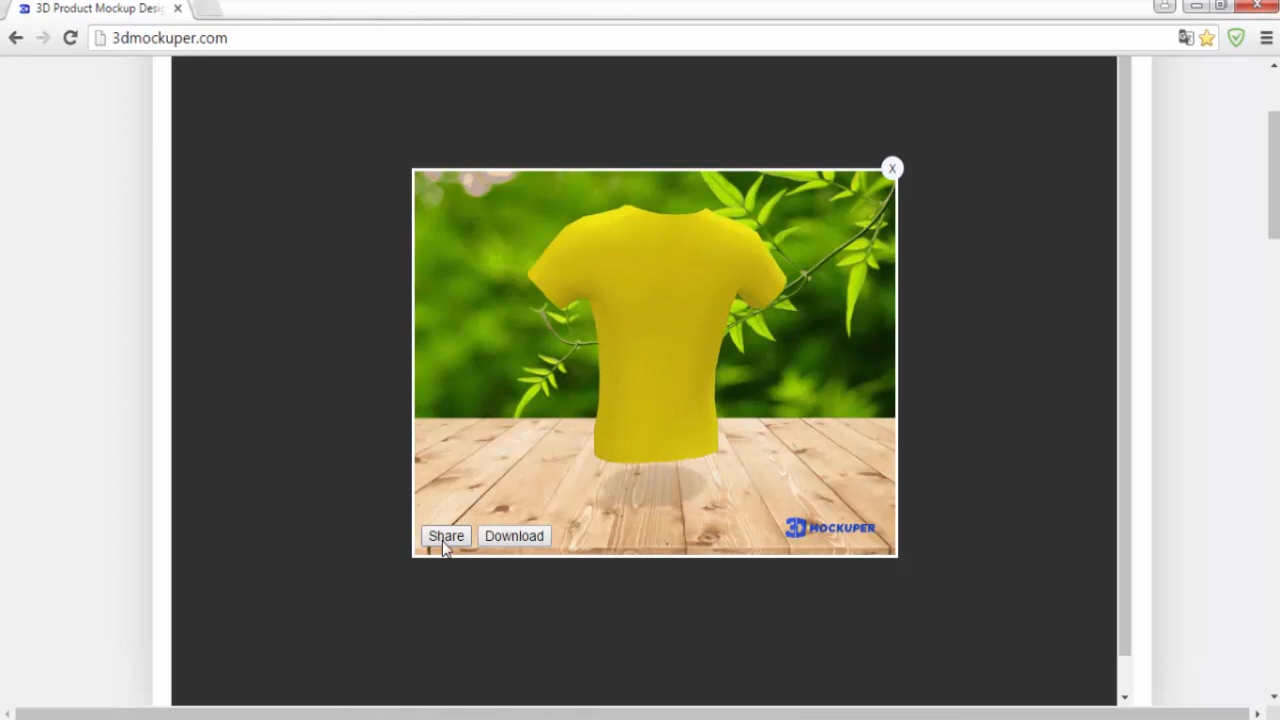 3D Product Mockup Desi
3dmockuper.com
X
Share
Download
3D MOCKUPER